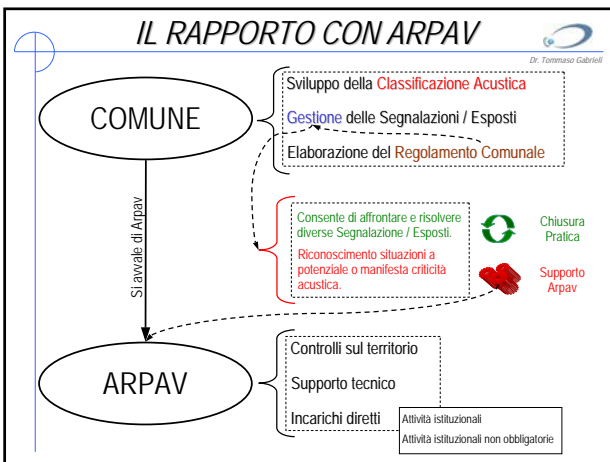 IL RAPPORTO CON ARPAV
Dr. Tommaso Gabrieli
COMUNE
Sviluppo della Classificazione Acustica
Gestione delle Segnalazioni / Esposti
Elaborazione del Regolamento Comunale
Si avvale di Arpav
Consente di affrontare e risolvere
diverse Segnalazione / Esposti.
Riconoscimento situazioni a
potenziale o manifesta criticità
acustica.
Chiusura
Pratica
Supporto
Arpav
ARPAV
Controlli sul territorio
Supporto tecnico
Incarichi diretti
Attività istituzionali
Attività istituzionali non obbligatorie